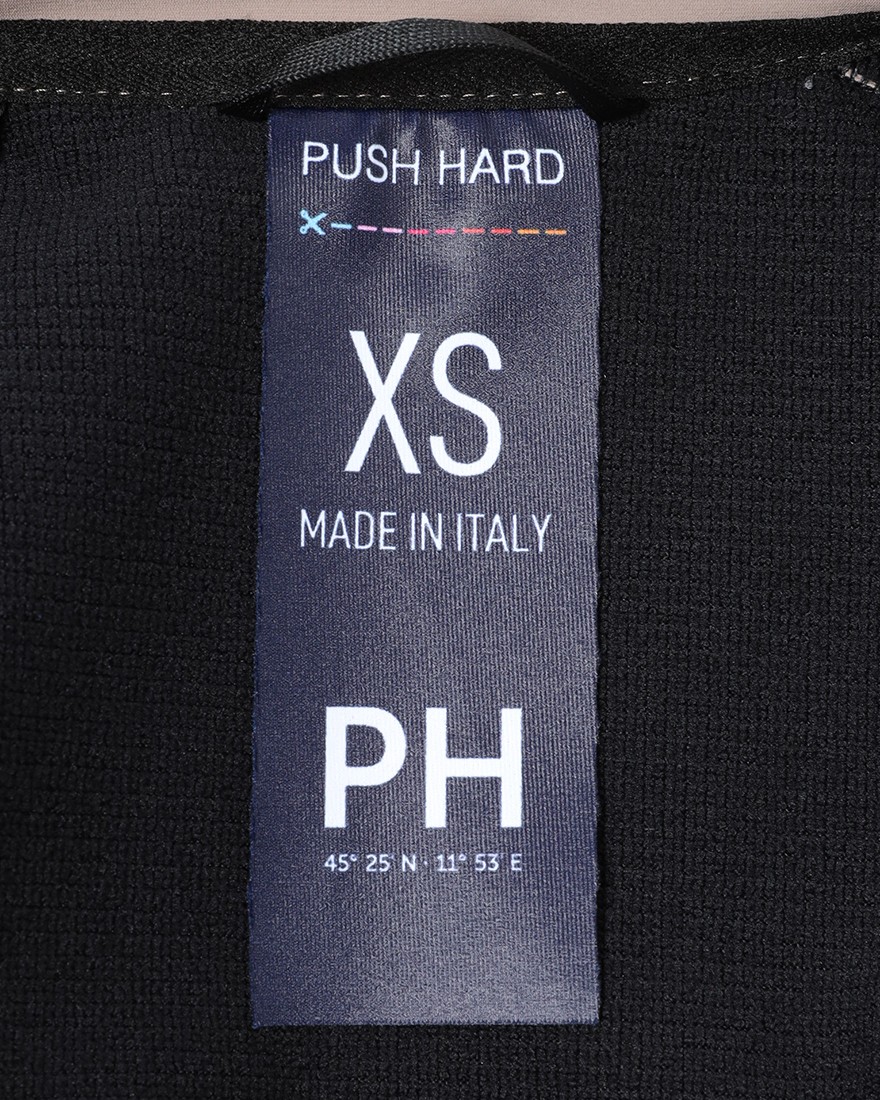 PUSH HARD
XS
MADE IN ITALY
PH
45° 25' N · 11° 53' E